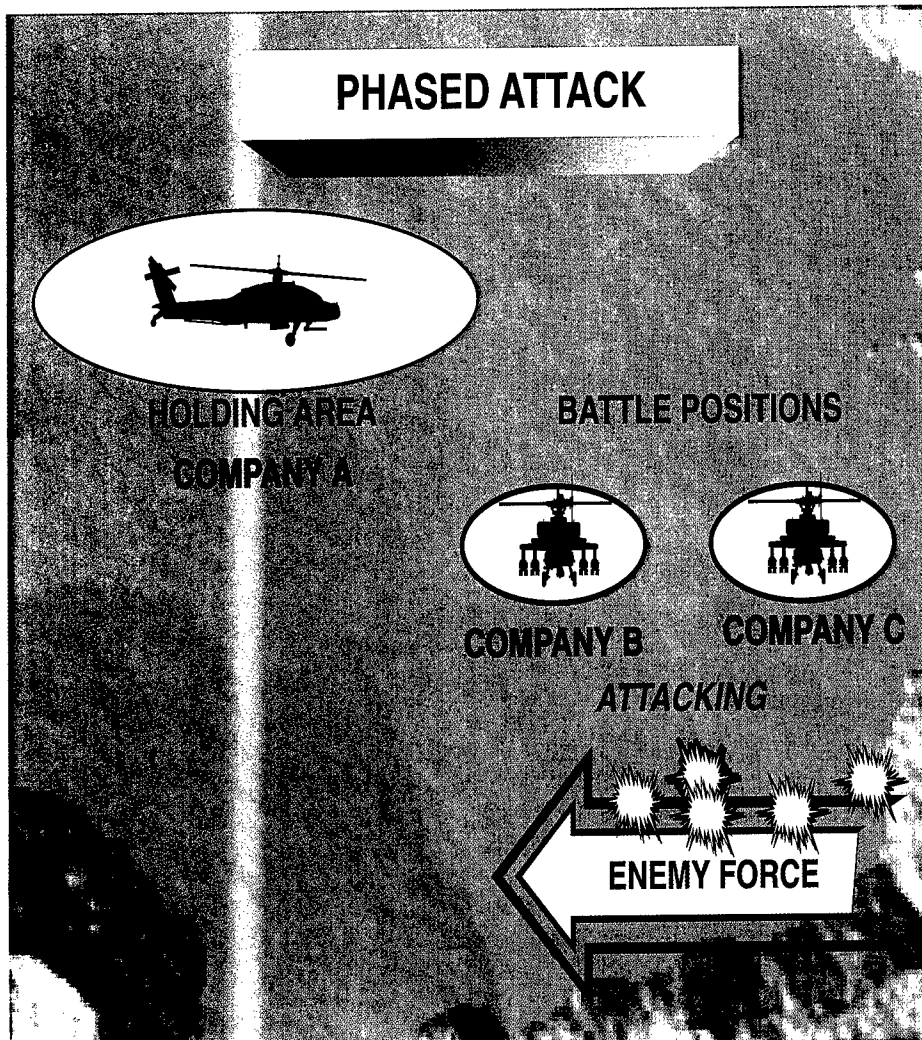 PHASED ATTACK
HOLDING AREA
COMPANY A
BATTLE POSITIONS
COMPANY B
COMPANY C
ATTACKING
ENEMY FORCE